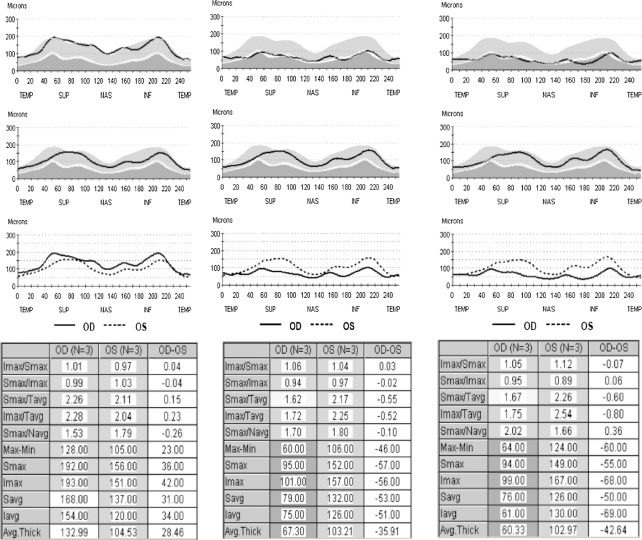 Microns Microns Microns
300 300 300
200 200 200
100 100 100
0 0 0
0 20 40 60 80 100 120 140 160 180 200 220 240 0 20 40 60 80 100 120 140 160 180 200 220 240 0 20 40 60 80 100 120 140 160 180 200 220 240
TEMP SUP NAS INF TEMP TEMP SUP NAS INF TEMP TEMP SUP NAS INF TEMP
Microns Microns Microns
300 300 300
200 200 200
100 100 100
0 0 0
0 20 40 60 80 100 120 140 160 180 200 220 240 0 20 40 60 80 100 120 140 160 180 200 220 240 0 20 40 60 80 100 120 140 160 180 200 220 240
TEMP SUP NAS INF TEMP TEMP SUP NAS INF TEMP TEMP SUP NAS INF TEMP
Microns Microns Microns
300 300 300
200 200 200
100 100 100
0 0 0
0 20 40 60 80 100 120 140 160 180 200 220 240 0 20 40 60 80 100 120 140 160 180 200 220 240 0 20 40 60 80 100 120 140 160 180 200 220 240
TEMP SUP NAS INF TEMP TEMP SUP NAS INF TEMP TEMP SUP NAS INF TEMP
OD OS OD OS OD OS
OD (N=3) OS (N=3) OD-OS
Imax/Smax 1.01 0.97 0.04
Smax/Imax 0.99 1.03 -0.04
Smax/Tavg 2.26 2.11 0.15
Imax/Tavg 2.28 2.04 0.23
Smax/Navg 1.53 1.79 -0.26
Max-Min 128.00 105.00 23.00
Smax 192.00 156.00 36.00
Imax 193.00 151.00 42.00
Savg 168.00 137.00 31.00
Iavg 154.00 120.00 34.00
Avg.Thick 132.99 104.53 28.46
OD (N=3) OS (N=3) OD-OS
Imax/Smax 1.06 1.04 0.03
Smax/Imax 0.94 0.97 -0.02
Smax/Tavg 1.62 2.17 -0.55
Imax/Tavg 1.72 2.25 -0.52
Smax/Navg 1.70 1.80 -0.10
Max-Min 60.00 106.00 -46.00
Smax 95.00 152.00 -57.00
Imax 101.00 157.00 -56.00
Savg 79.00 132.00 -53.00
Iavg 75.00 126.00 -51.00
Avg.Thick 67.30 103.21 -35.91
OD (N=3) OS (N=3) OD-OS
Imax/Smax 1.05 1.12 -0.07
Smax/Imax 0.95 0.89 0.06
Smax/Tavg 1.67 2.26 -0.60
Imax/Tavg 1.75 2.54 -0.80
Smax/Navg 2.02 1.66 0.36
Max-Min 64.00 124.00 -60.00
Smax 94.00 149.00 -55.00
Imax 99.00 167.00 -68.00
Savg 76.00 126.00 -50.00
Iavg 61.00 130.00 -69.00
Avg.Thick 60.33 102.97 -42.64